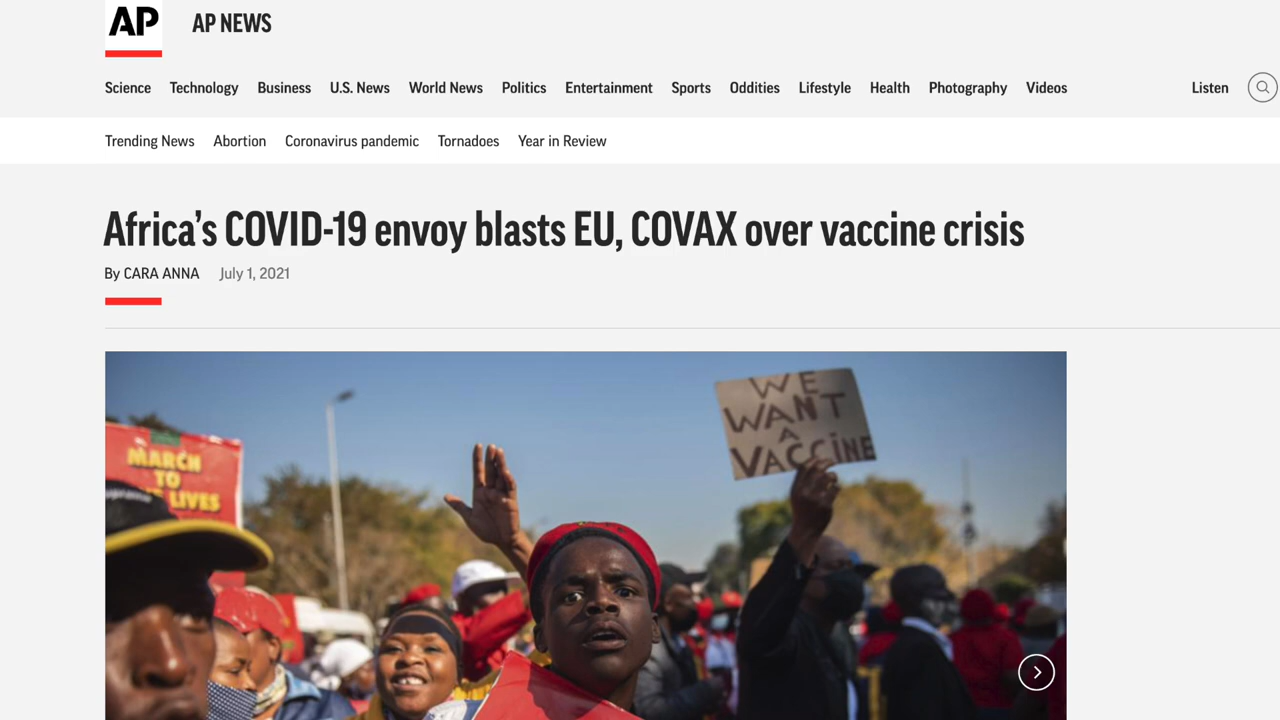 AP
AP NEWS
Science Technology Business U.S. News World News Politics Entertainment Sports Oddities Lifestyle Health Photography Videos Listen
Trending News Abortion Coronavirus pandemic Tornadoes Year in Review
Africa's COVID-19 envoy blasts EU, COVAX over vaccine crisis
By CARA ANNA July 1, 2021
WE
WANT
A
VACCINE
MARCH
TO
LIVES